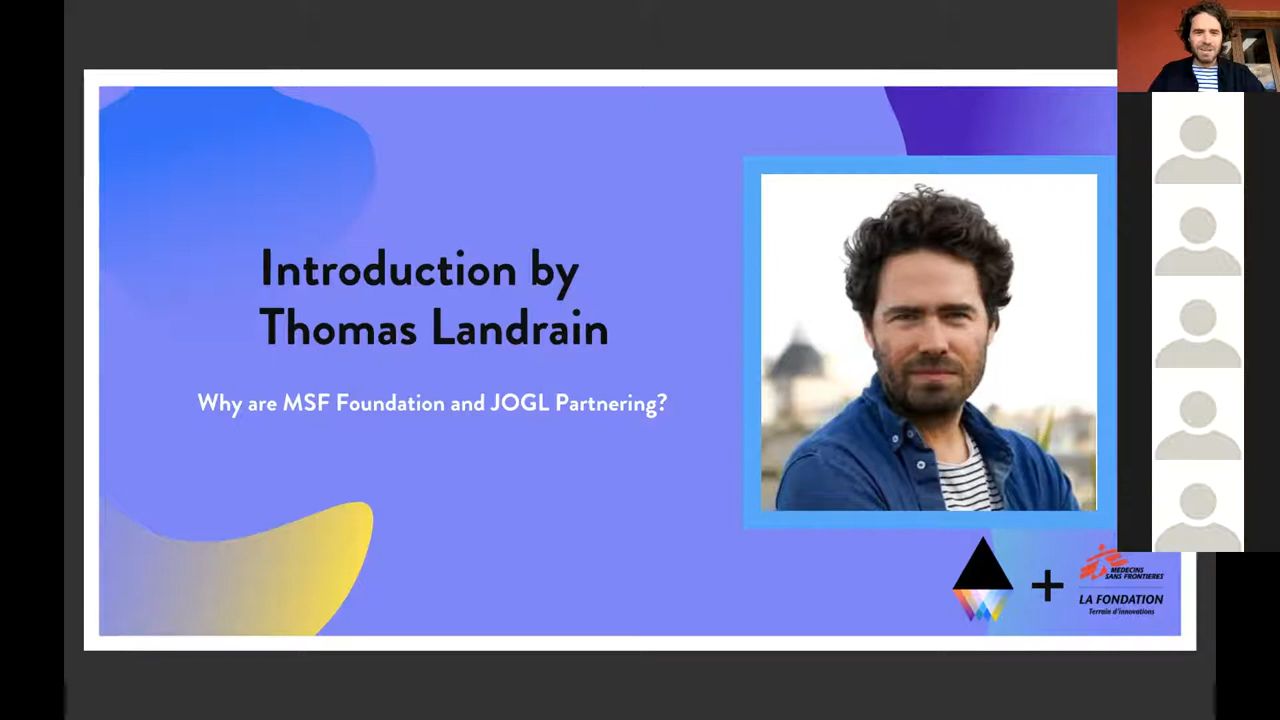 Introduction by
Thomas Landrain
Why are MSF Foundation and JOGL Partnering?
+
MEDECINS
SANS FRONTIERES
LA FONDATION
Terrain d'innovations